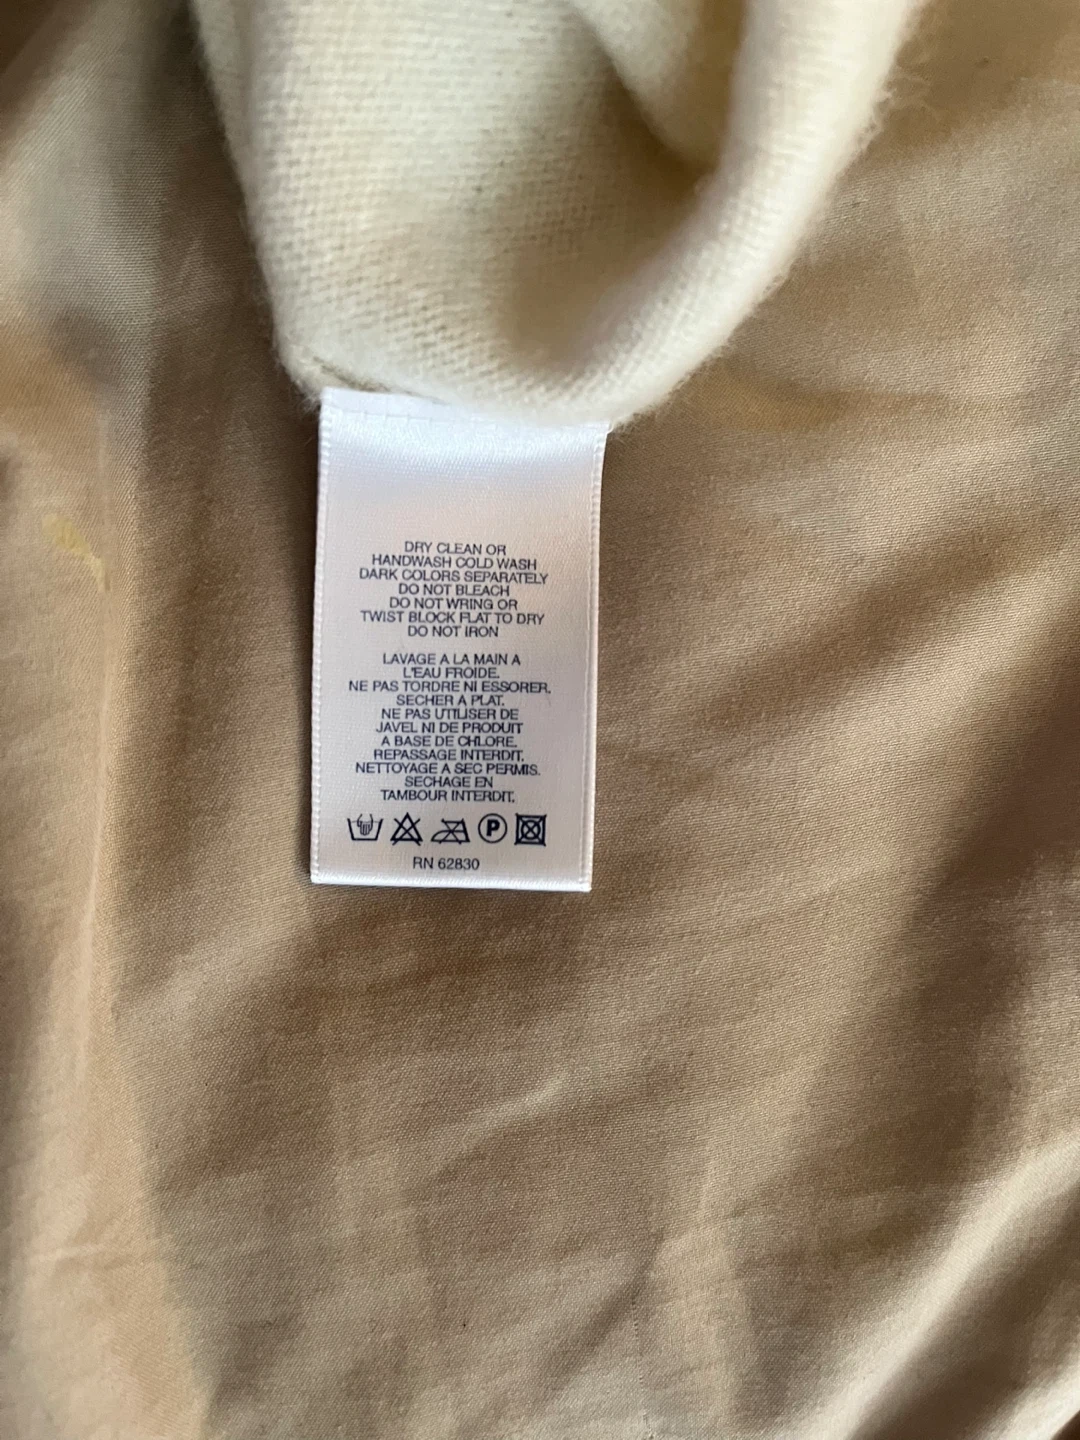 DRY CLEAN OR
HANDWASH COLD WASH
DARK COLORS SEPARATELY
DO NOT BLEACH
DO NOT WRING OR
TWIST BLOCK FLAT TO DRY
DO NOT IRON
LAVAGE A LA MAIN A
L'EAU FROIDE.
NE PAS TORDRE NI ESSORER.
SECHER A PLAT.
NE PAS UTILISER DE
JAVEL NI DE PRODUIT
A BASE DE CHLORE.
REPASSAGE INTERDIT.
NETTOYAGE A SEC PERMIS.
SECHAGE EN
TAMBOUR INTERDIT.
P
RN 62830